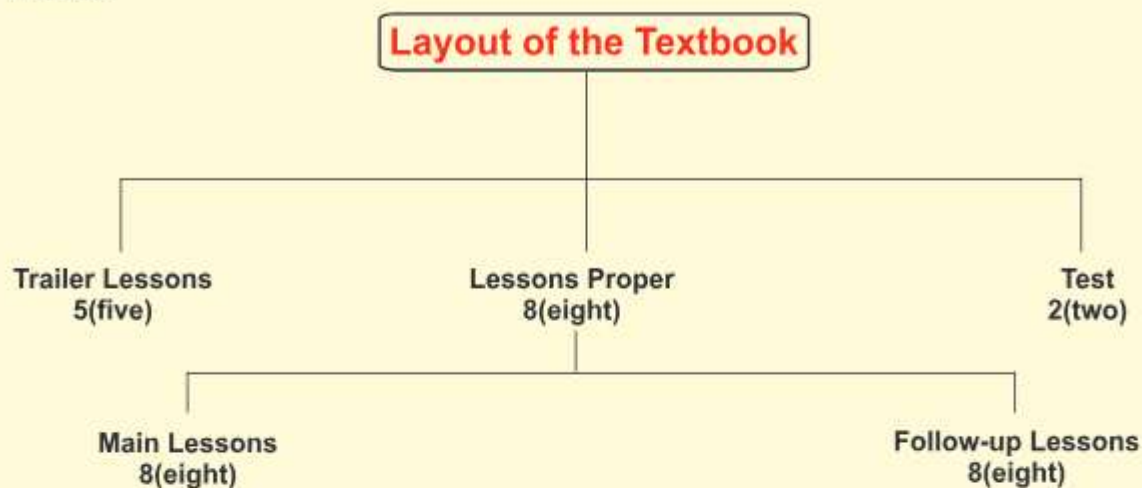 Layout of the Textbook
Trailer Lessons
5(five)
Lessons Proper
8(eight)
Test
2(two)
Main Lessons
8(eight)
Follow-up Lessons
8(eight)